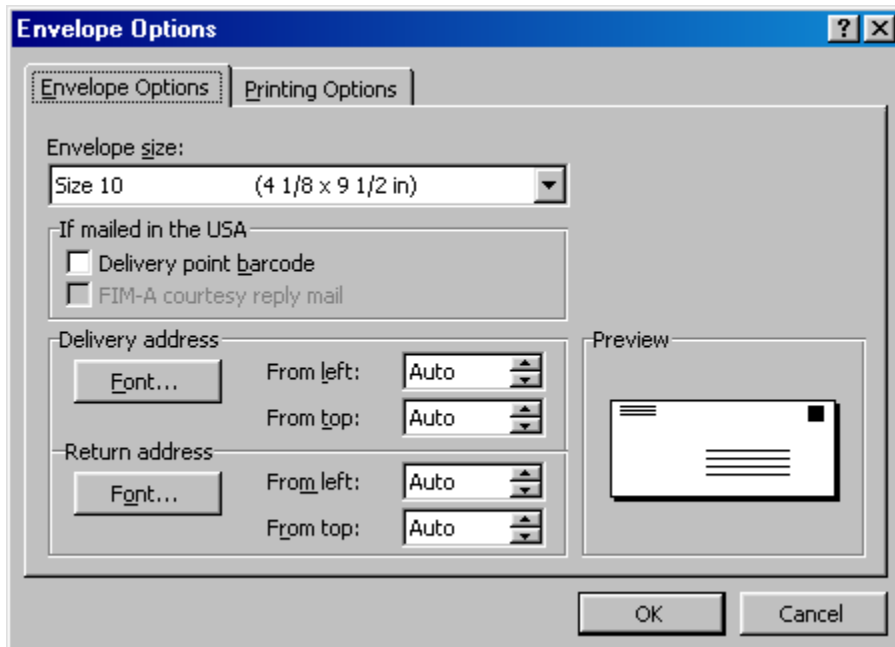 Envelope Options
Envelope Options
Printing Options
Envelope size:
Size 10 (4 1/8 x 9 1/2 in)
If mailed in the USA
Delivery point barcode
FIM-A courtesy reply mail
Delivery address
Font...
From left: Auto
From top: Auto
Return address
Font...
From left: Auto
From top: Auto
Preview
OK
Cancel